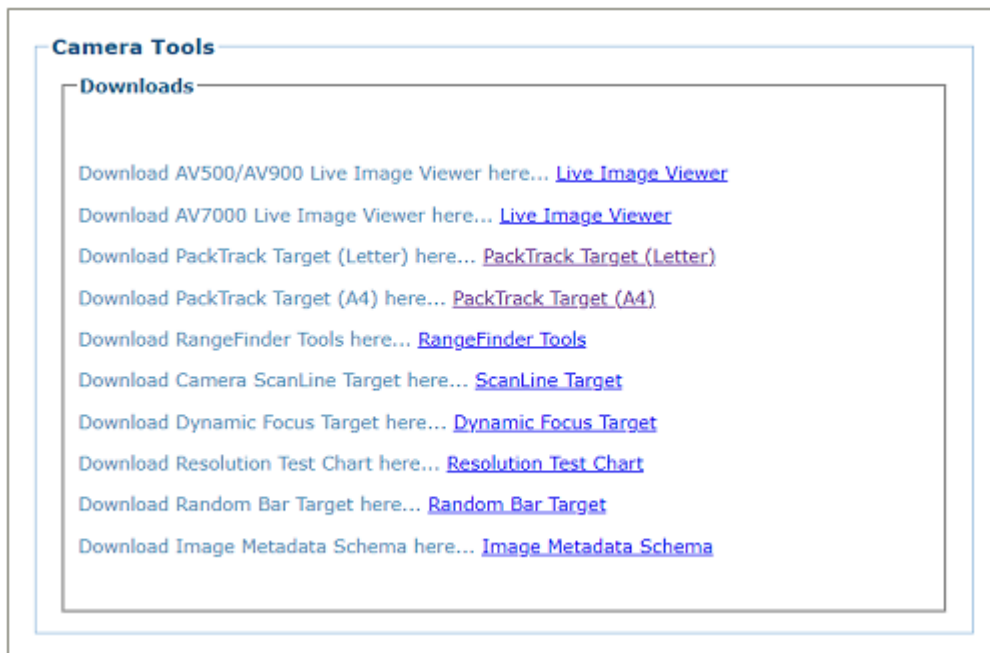 Camera Tools
Downloads
Download AV500/AV900 Live Image Viewer here... Live Image Viewer
Download AV7000 Live Image Viewer here... Live Image Viewer
Download PackTrack Target (Letter) here... PackTrack Target (Letter)
Download PackTrack Target (A4) here... PackTrack Target (A4)
Download RangeFinder Tools here... RangeFinder Tools
Download Camera ScanLine Target here... ScanLine Target
Download Dynamic Focus Target here... Dynamic Focus Target
Download Resolution Test Chart here... Resolution Test Chart
Download Random Bar Target here... Random Bar Target
Download Image Metadata Schema here... Image Metadata Schema